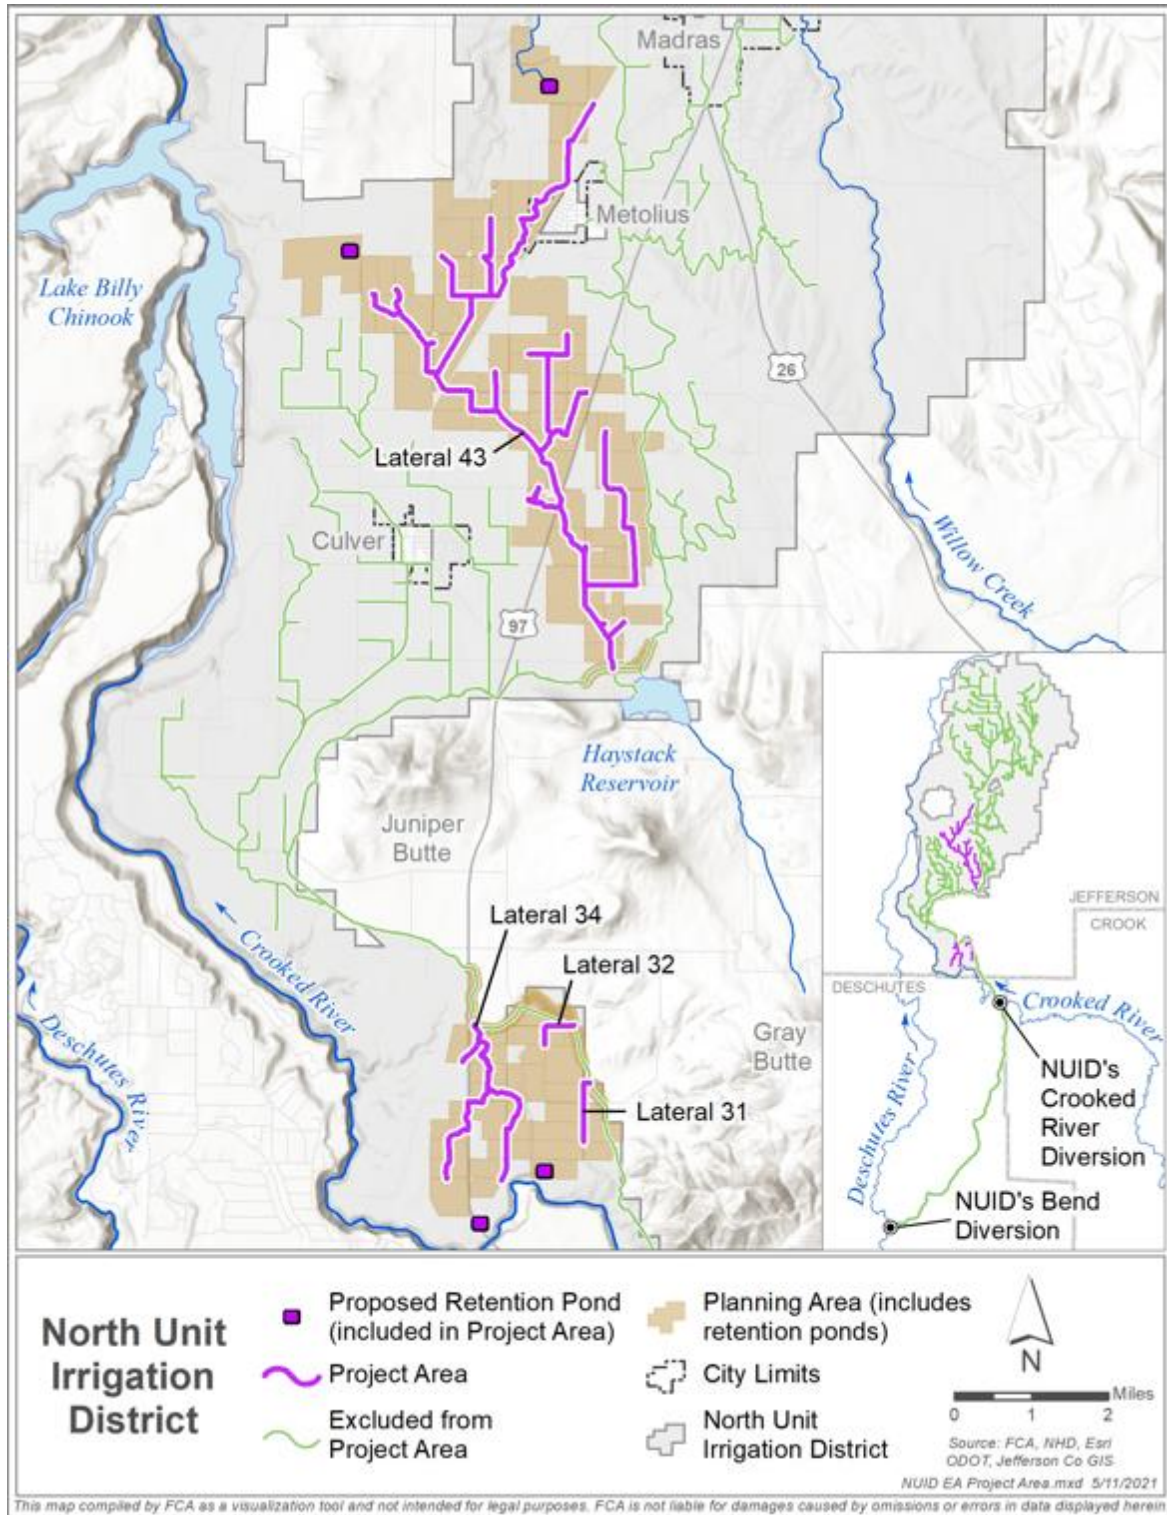 Madras
Metolius
Lake Billy
Chinook
26
Lateral 43
Culver
Willow Creek
97
Haystack
Reservoir
Juniper
Butte
JEFFERSON
CROOK
Lateral 34
Lateral 32
Crooked River
DESCHUTES
Crooked River
Deschutes River
Gray
Butte
Deschutes River
NUID's
Crooked
River
Diversion
Lateral 31
NUID's Bend
Diversion
North Unit
Irrigation
District
Proposed Retention Pond
(included in Project Area)
Project Area
Excluded from
Project Area
Planning Area (includes
retention ponds)
City Limits
North Unit
Irrigation District
N
Miles
0 1 2
Source: FCA, NHD, Esri
ODOT, Jefferson Co GIS
NUID EA Project Area.mxd 5/11/2021
This map compiled by FCA as a visualization tool and not intended for legal purposes. FCA is not liable for damages caused by omissions or errors in data displayed herein